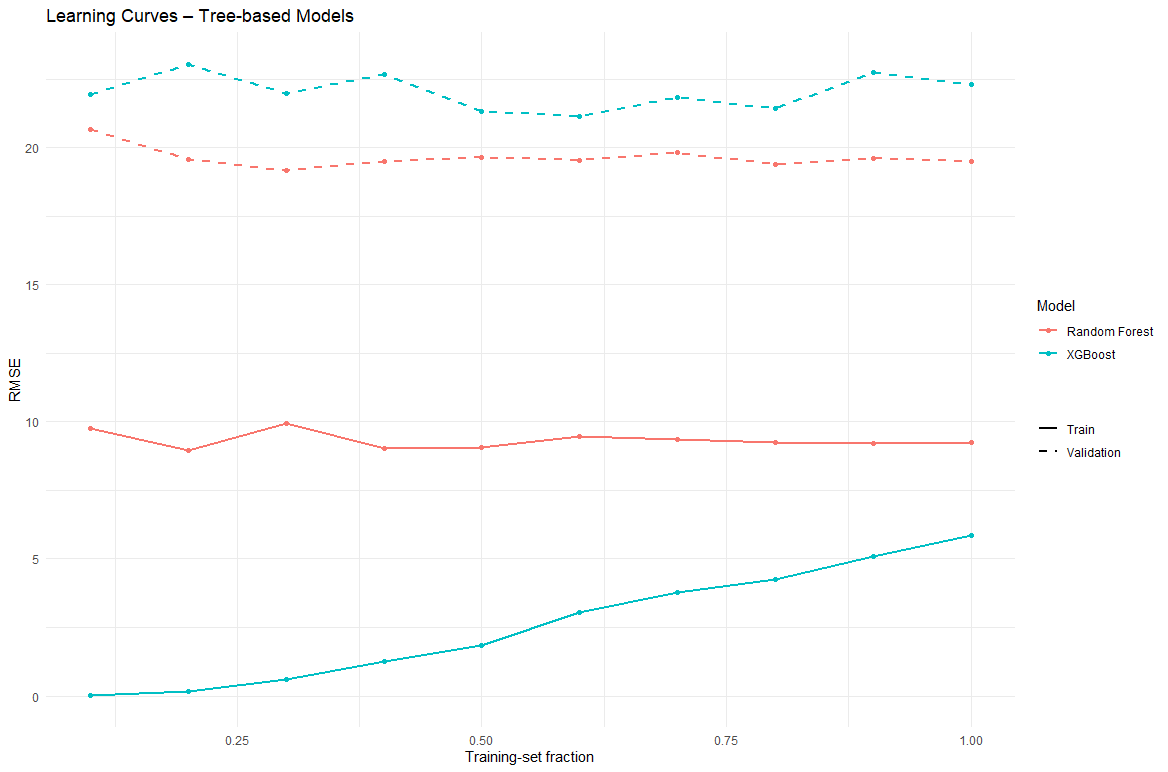 Learning Curves – Tree-based Models
RMSE
20
15
10
5
0
0.25
0.50
0.75
1.00
Training-set fraction
Model
Random Forest
XGBoost
Train
Validation